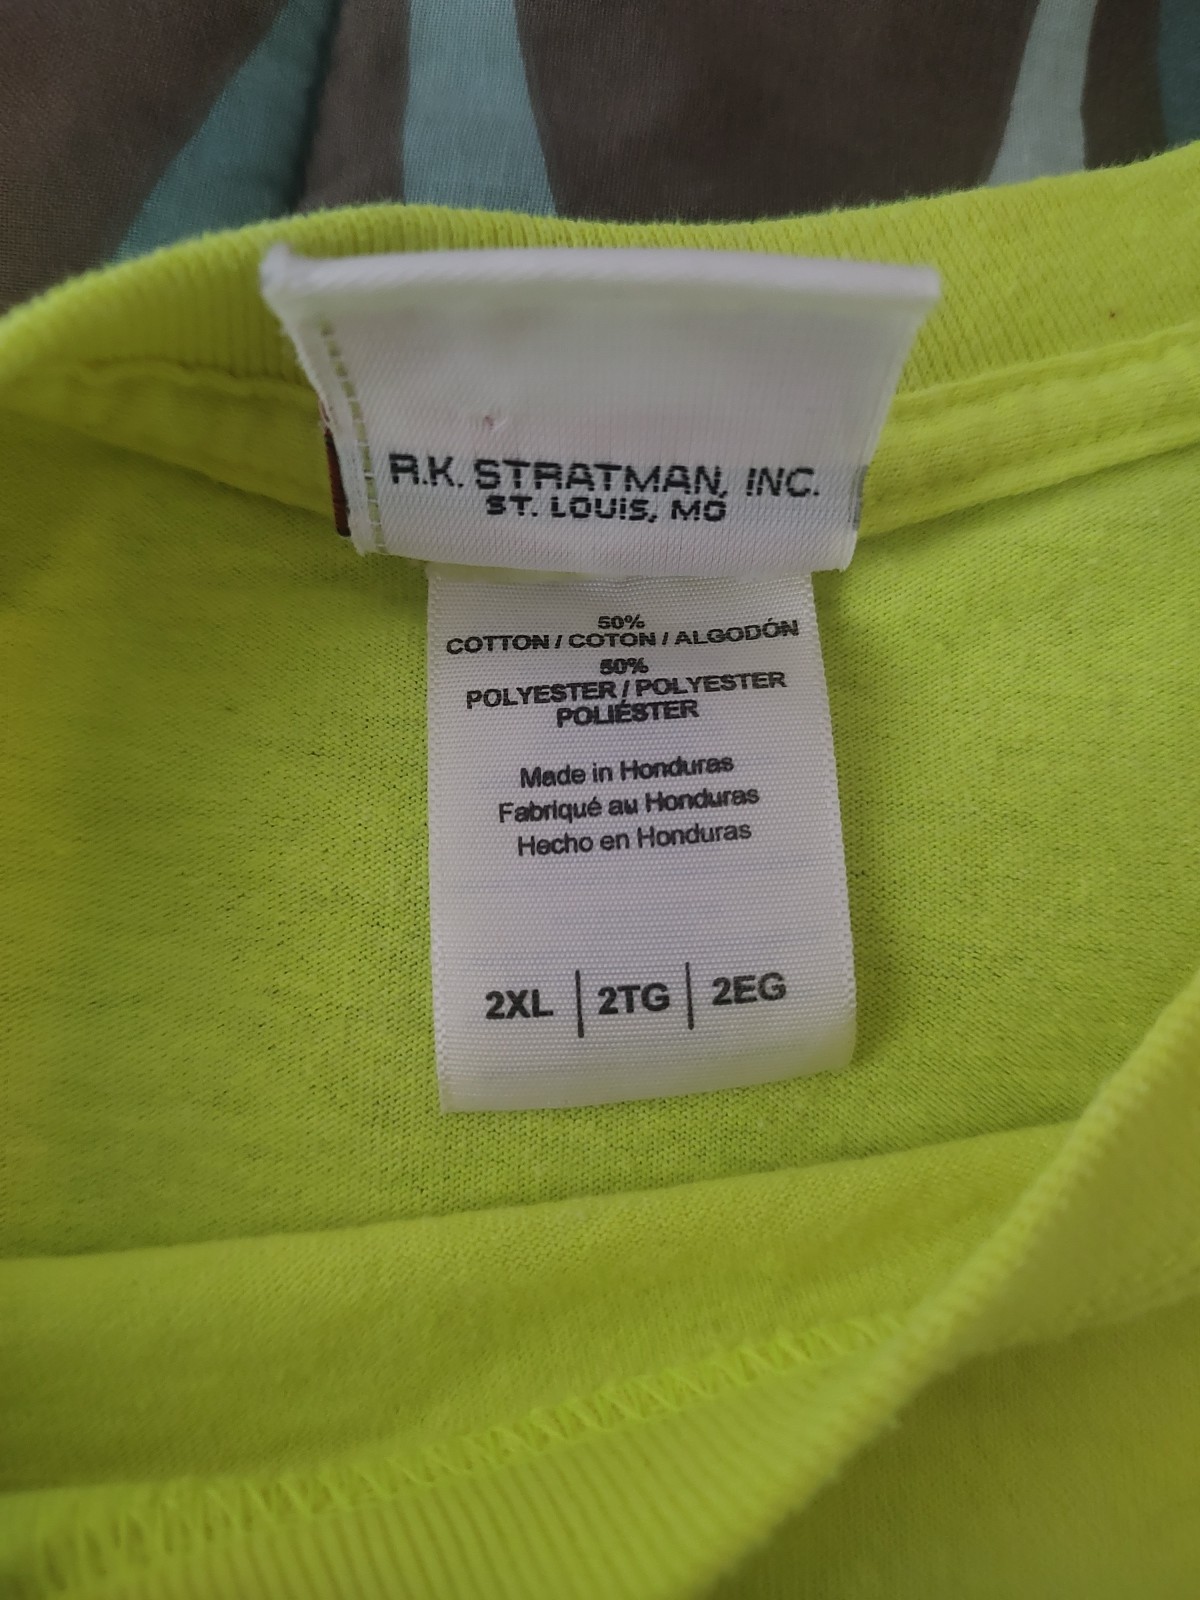 R.K. STRATMAN, INC.
ST. LOUIS, MO
50%
COTTON / COTON / ALGODÓN
50%
POLYESTER / POLYESTER
POLIÉSTER
Made in Honduras
Fabriqué au Honduras
Hecho en Honduras
2XL | 2TG | 2EG